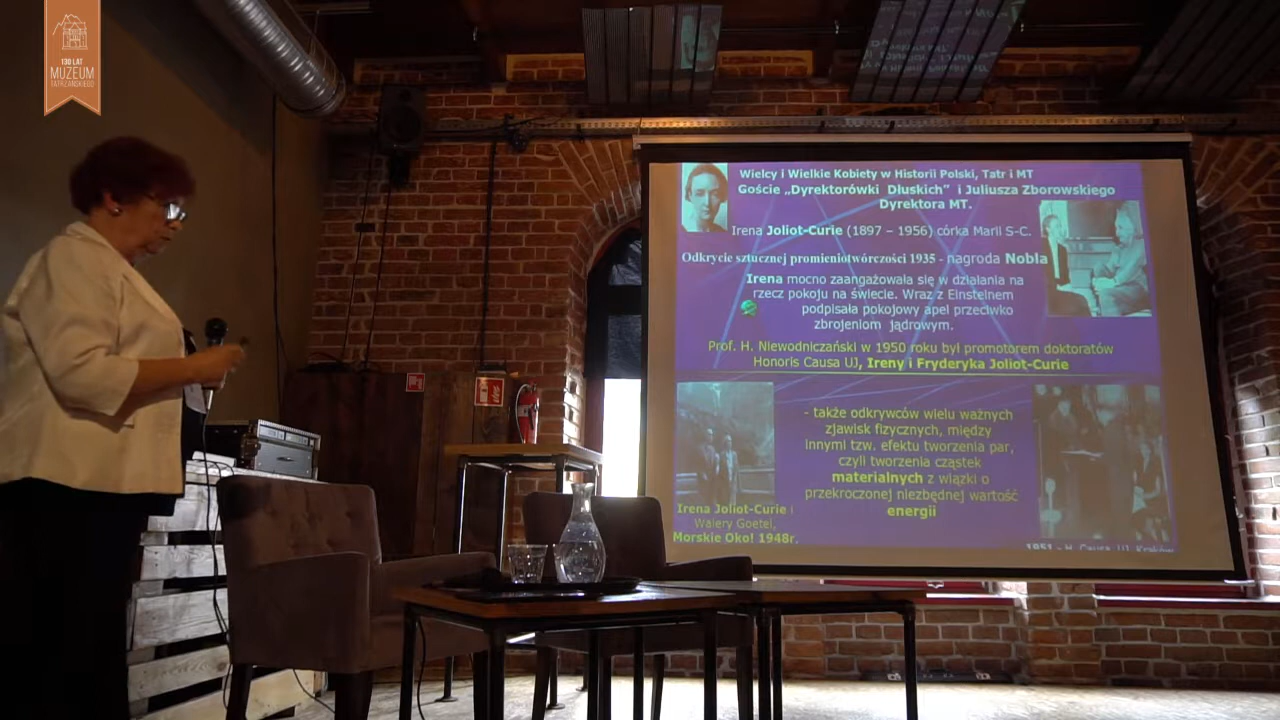 130 LAT
MUZEUM
TATRZAŃSKIEGO
Wielcy i Wielkie Kobiety w Historii Polski, Tatr i MT
Goście „Dyrektorówki Dłuskich" i Juliusza Zborowskiego
Dyrektora MT.
Irena Joliot-Curie (1897 – 1956) córka Marii S-C.
Odkrycie sztucznej promieniotwórczości 1935 - nagroda Nobla
Irena mocno zaangażowała się w działania na
rzecz pokoju na świecie. Wraz z Einsteinem
podpisała pokojowy apel przeciwko
zbrojeniom jądrowym.
Prof. H. Niewodniczański w 1950 roku był promotorem doktoratów
Honoris Causa UJ, Ireny i Fryderyka Joliot-Curie
- także odkrywców wielu ważnych
zjawisk fizycznych, między
innymi tzw. efektu tworzenia par,
czyli tworzenia cząstek
materialnych z wiązki o
przekroczonej niezbędnej wartość
energii
Irena Joliot-Curie i
Walery Goetel,
Morskie Oko! 1948r.
1951 - H. Causa, UJ, Kraków